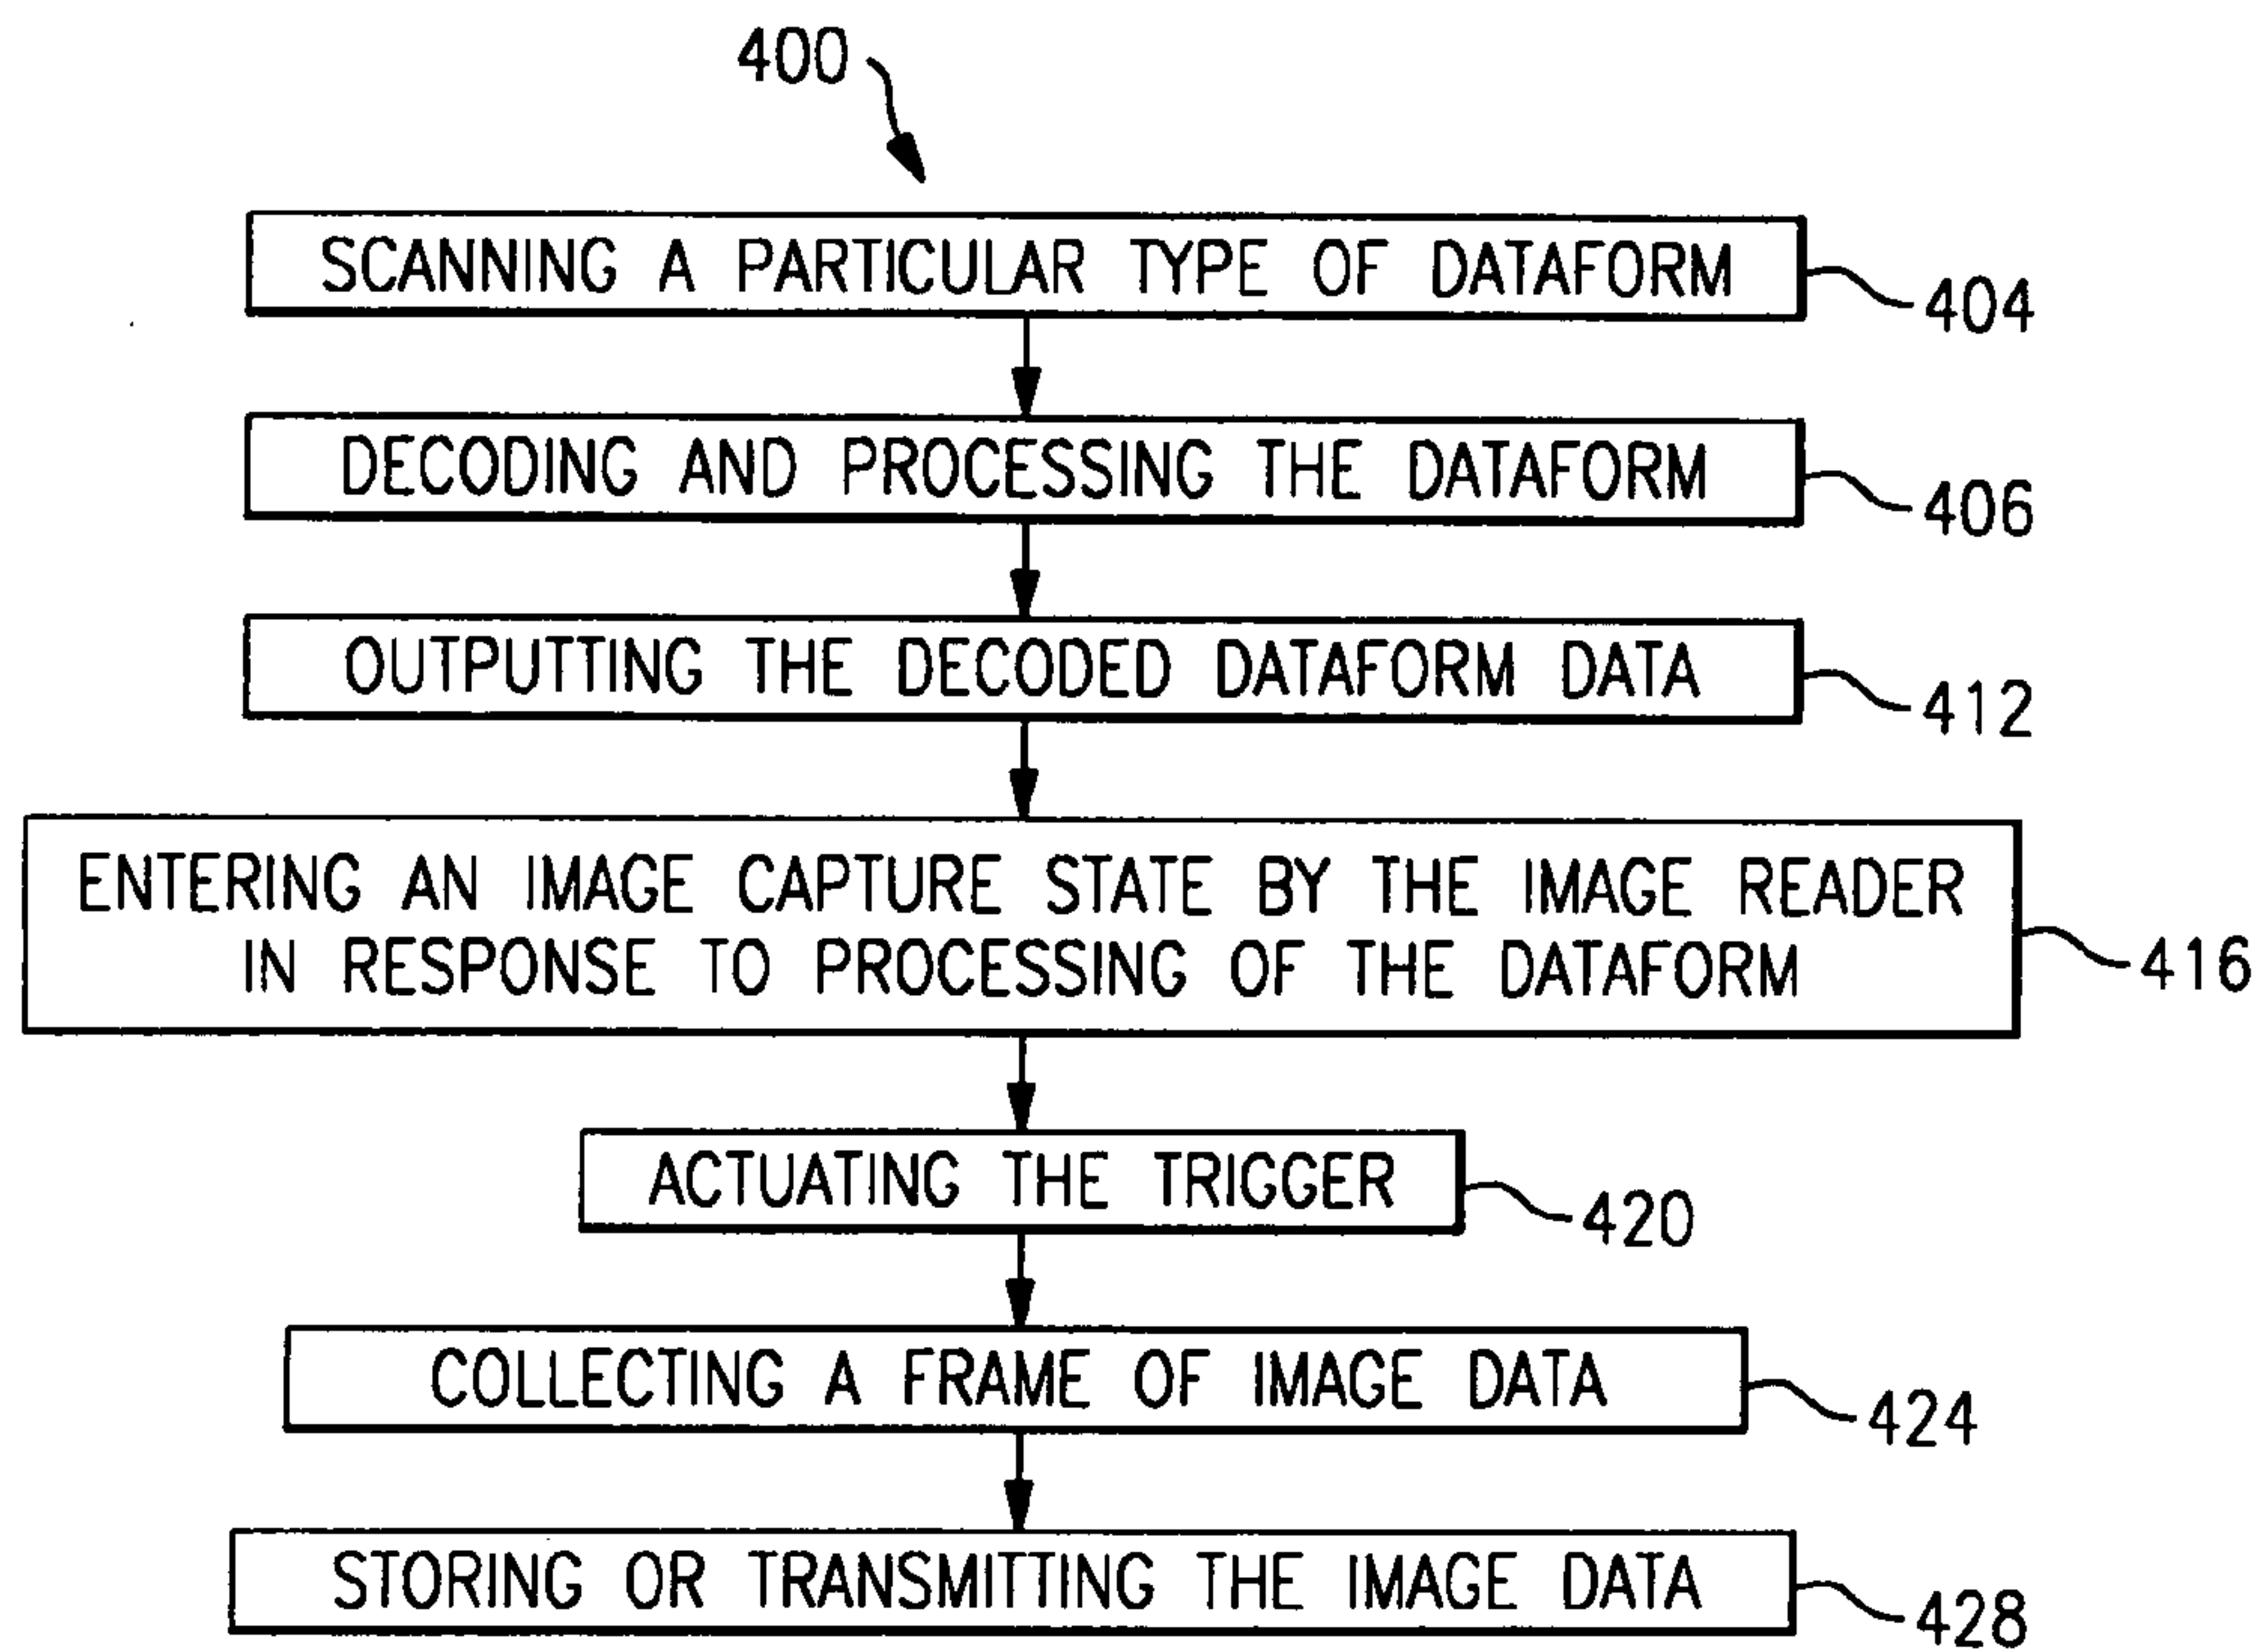 400
SCANNING A PARTICULAR TYPE OF DATAFORM
404
DECODING AND PROCESSING THE DATAFORM
406
OUTPUTTING THE DECODED DATAFORM DATA
412
ENTERING AN IMAGE CAPTURE STATE BY THE IMAGE READER
IN RESPONSE TO PROCESSING OF THE DATAFORM
416
ACTUATING THE TRIGGER
420
COLLECTING A FRAME OF IMAGE DATA
424
STORING OR TRANSMITTING THE IMAGE DATA
428